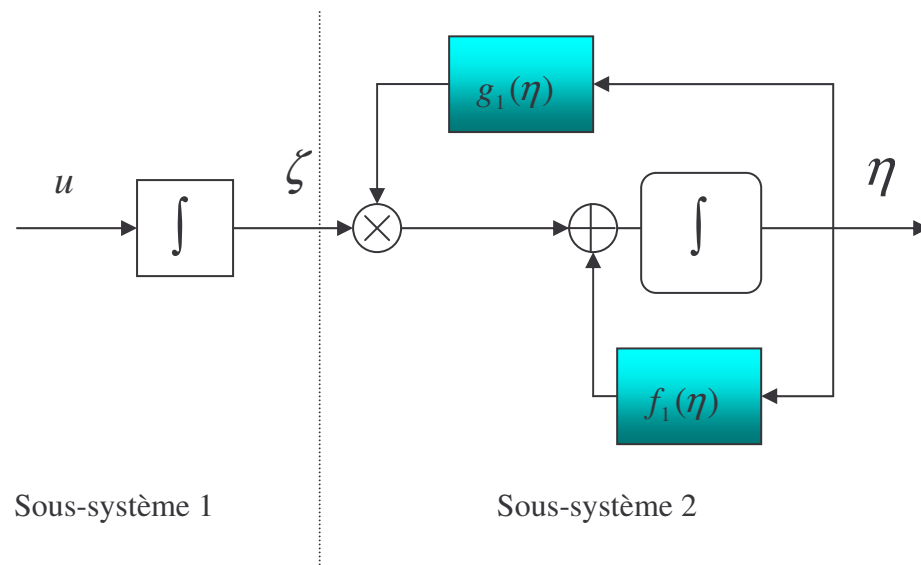 g₁(η)
u
∫
ζ
∫
η
f₁(η)
Sous-système 1
Sous-système 2